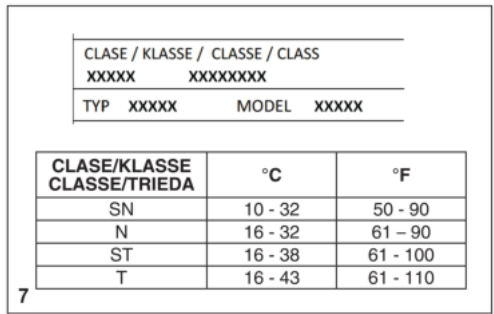 CLASE / KLASSE / CLASSE / CLASS
XXXXX XXXXXXXX
TYP XXXXX MODEL XXXXX
CLASE/KLASSE CLASSE/TRIEDA °C °F
SN 10 - 32 50 - 90
N 16 - 32 61 – 90
ST 16 - 38 61 - 100
T 16 - 43 61 - 110
7